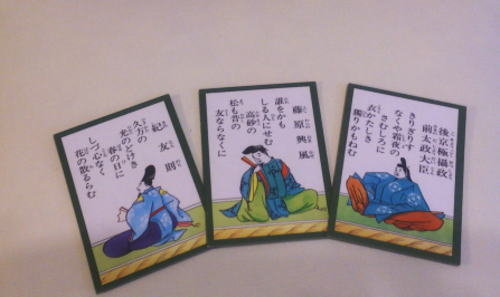 紀友則
久方の
光のどけき
春の日に
しづ心なく
花の散るらむ
藤原興風
誰をかも
しる人にせむ
高砂の
松も昔の
友ならなくに
後京極攝政
前太政大臣
きりぎりす
なくや霜夜の
さむしろに
衣かたしき
獨りかもねむ